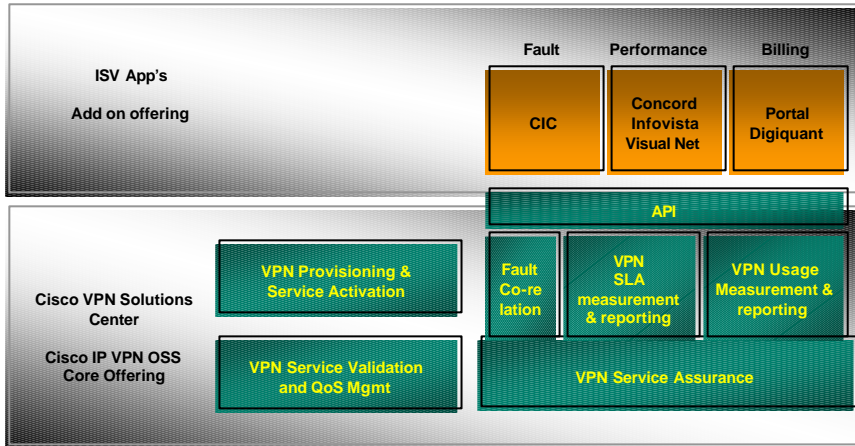 Fault
Performance
Billing
ISV App's
Add on offering
CIC
Concord
Infovista
Visual Net
Portal
Digiquant
API
VPN Provisioning &
Service Activation
Fault
Co-re
lation
VPN
SLA
measurement
& reporting
VPN Usage
Measurement &
reporting
Cisco VPN Solutions
Center
Cisco IP VPN OSS
Core Offering
VPN Service Validation
and QoS Mgmt
VPN Service Assurance